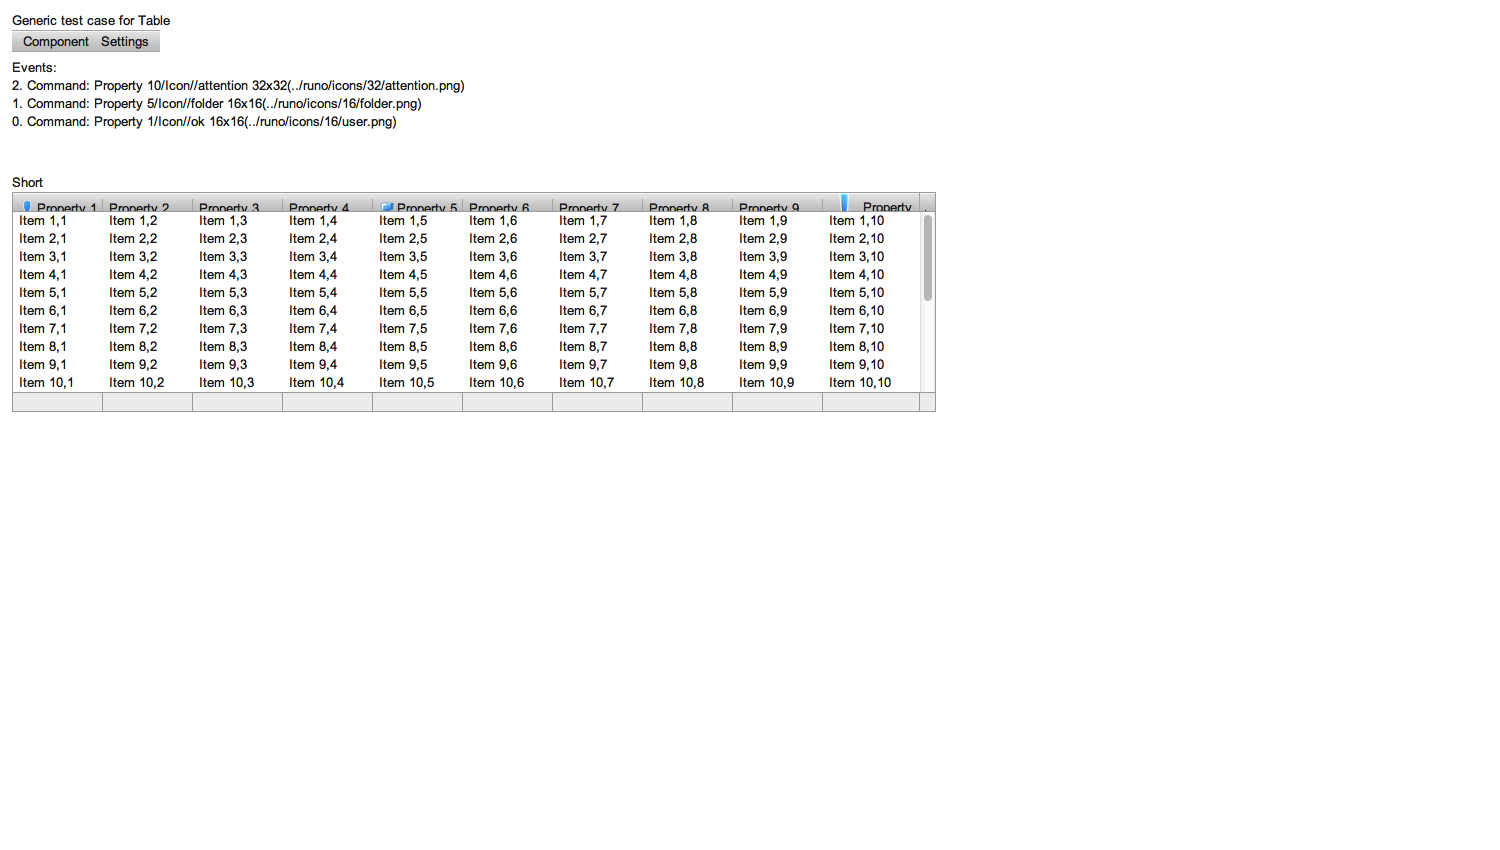 Generic test case for Table
Component Settings
Events:
2. Command: Property 10/Icon//attention 32x32(../runo/icons/32/attention.png)
1. Command: Property 5/Icon//folder 16x16(../runo/icons/16/folder.png)
0. Command: Property 1/Icon//ok 16x16(../runo/icons/16/user.png)
Short
Property 1 Property 2 Property 3 Property 4 Property 5 Property 6 Property 7 Property 8 Property 9 Property
Item 1,1 Item 1,2 Item 1,3 Item 1,4 Item 1,5 Item 1,6 Item 1,7 Item 1,8 Item 1,9 Item 1,10
Item 2,1 Item 2,2 Item 2,3 Item 2,4 Item 2,5 Item 2,6 Item 2,7 Item 2,8 Item 2,9 Item 2,10
Item 3,1 Item 3,2 Item 3,3 Item 3,4 Item 3,5 Item 3,6 Item 3,7 Item 3,8 Item 3,9 Item 3,10
Item 4,1 Item 4,2 Item 4,3 Item 4,4 Item 4,5 Item 4,6 Item 4,7 Item 4,8 Item 4,9 Item 4,10
Item 5,1 Item 5,2 Item 5,3 Item 5,4 Item 5,5 Item 5,6 Item 5,7 Item 5,8 Item 5,9 Item 5,10
Item 6,1 Item 6,2 Item 6,3 Item 6,4 Item 6,5 Item 6,6 Item 6,7 Item 6,8 Item 6,9 Item 6,10
Item 7,1 Item 7,2 Item 7,3 Item 7,4 Item 7,5 Item 7,6 Item 7,7 Item 7,8 Item 7,9 Item 7,10
Item 8,1 Item 8,2 Item 8,3 Item 8,4 Item 8,5 Item 8,6 Item 8,7 Item 8,8 Item 8,9 Item 8,10
Item 9,1 Item 9,2 Item 9,3 Item 9,4 Item 9,5 Item 9,6 Item 9,7 Item 9,8 Item 9,9 Item 9,10
Item 10,1 Item 10,2 Item 10,3 Item 10,4 Item 10,5 Item 10,6 Item 10,7 Item 10,8 Item 10,9 Item 10,10